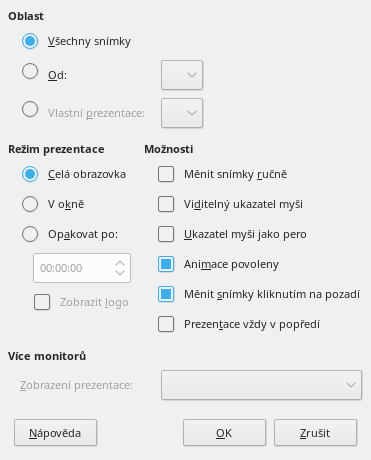 Oblast
Všechny snímky
Od:
Vlastní prezentace:
Režim prezentace
Možnosti
Celá obrazovka
Měnit snímky ručně
V okně
Viditelný ukazatel myši
Opakovat po:
Ukazatel myši jako pero
00:00:00
Animace povoleny
Zobrazit logo
Měnit snímky kliknutím na pozadí
Prezentace vždy v popředí
Více monitorů
Zobrazení prezentace:
Nápověda
OK
Zrušit